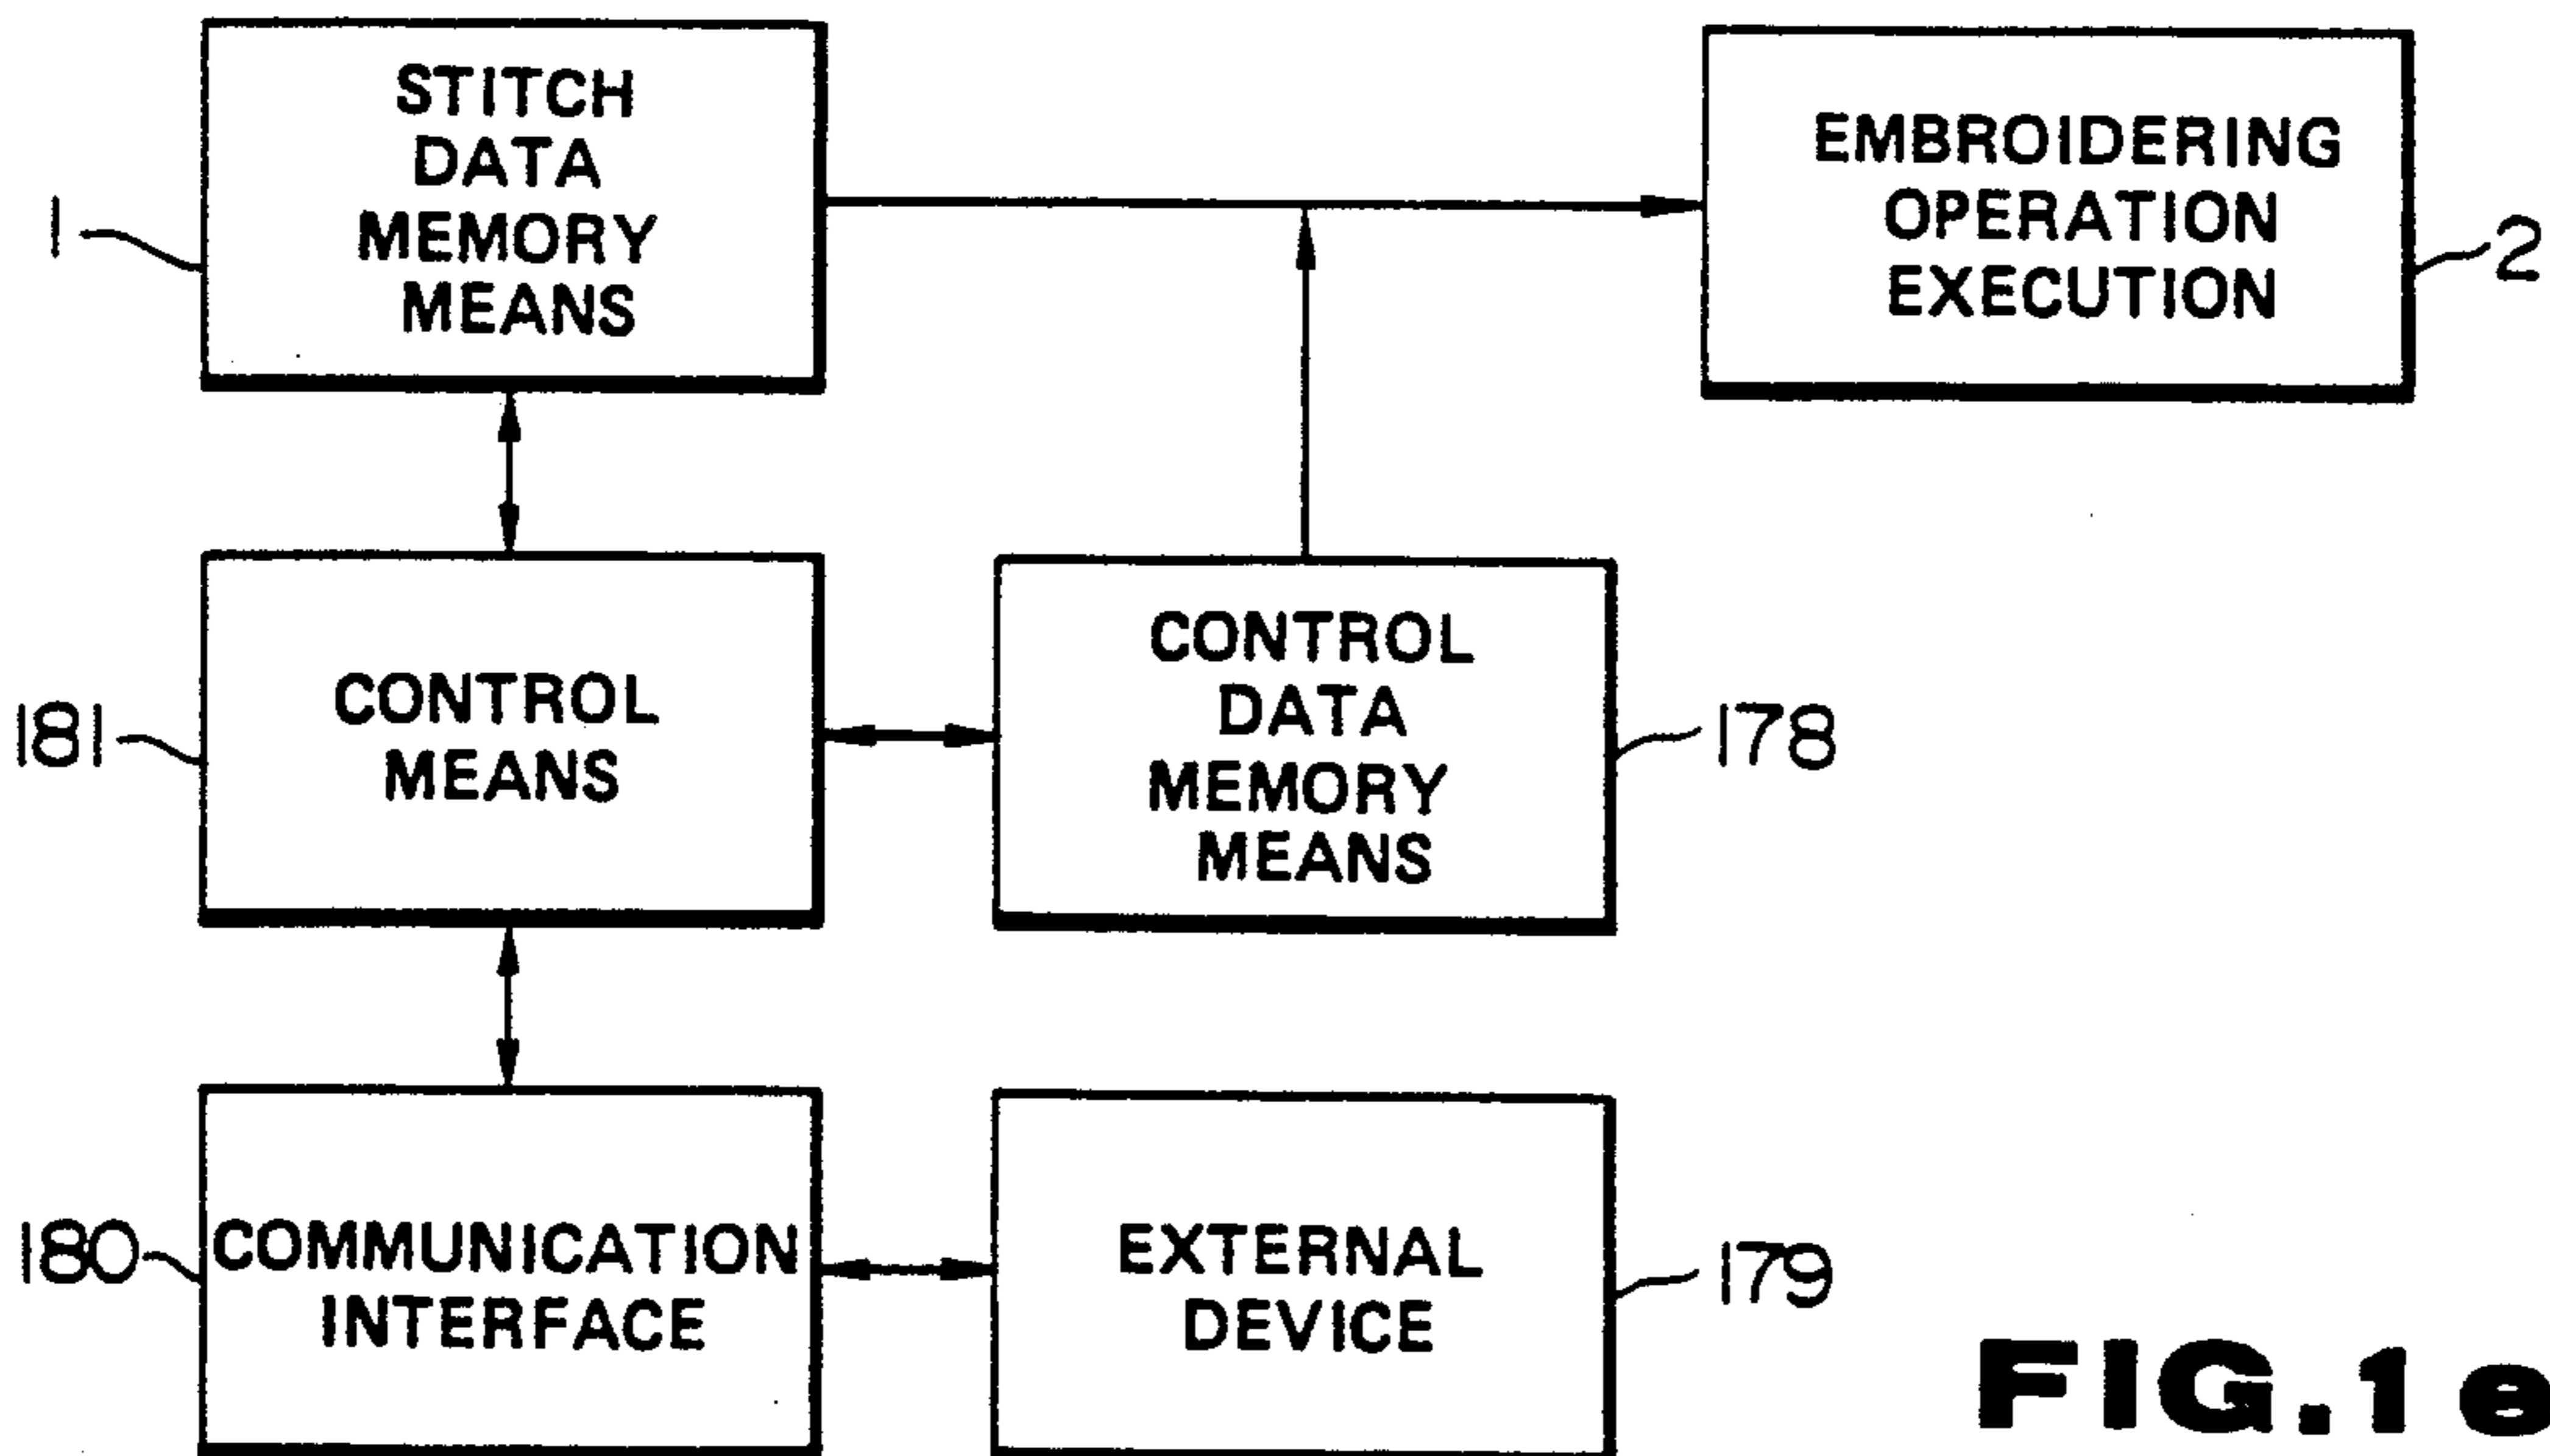 STITCH
DATA
MEMORY
MEANS
1
EMBROIDERING
OPERATION
EXECUTION
2
CONTROL
MEANS
181
CONTROL
DATA
MEMORY
MEANS
178
COMMUNICATION
INTERFACE
180
EXTERNAL
DEVICE
179
FIG.1e